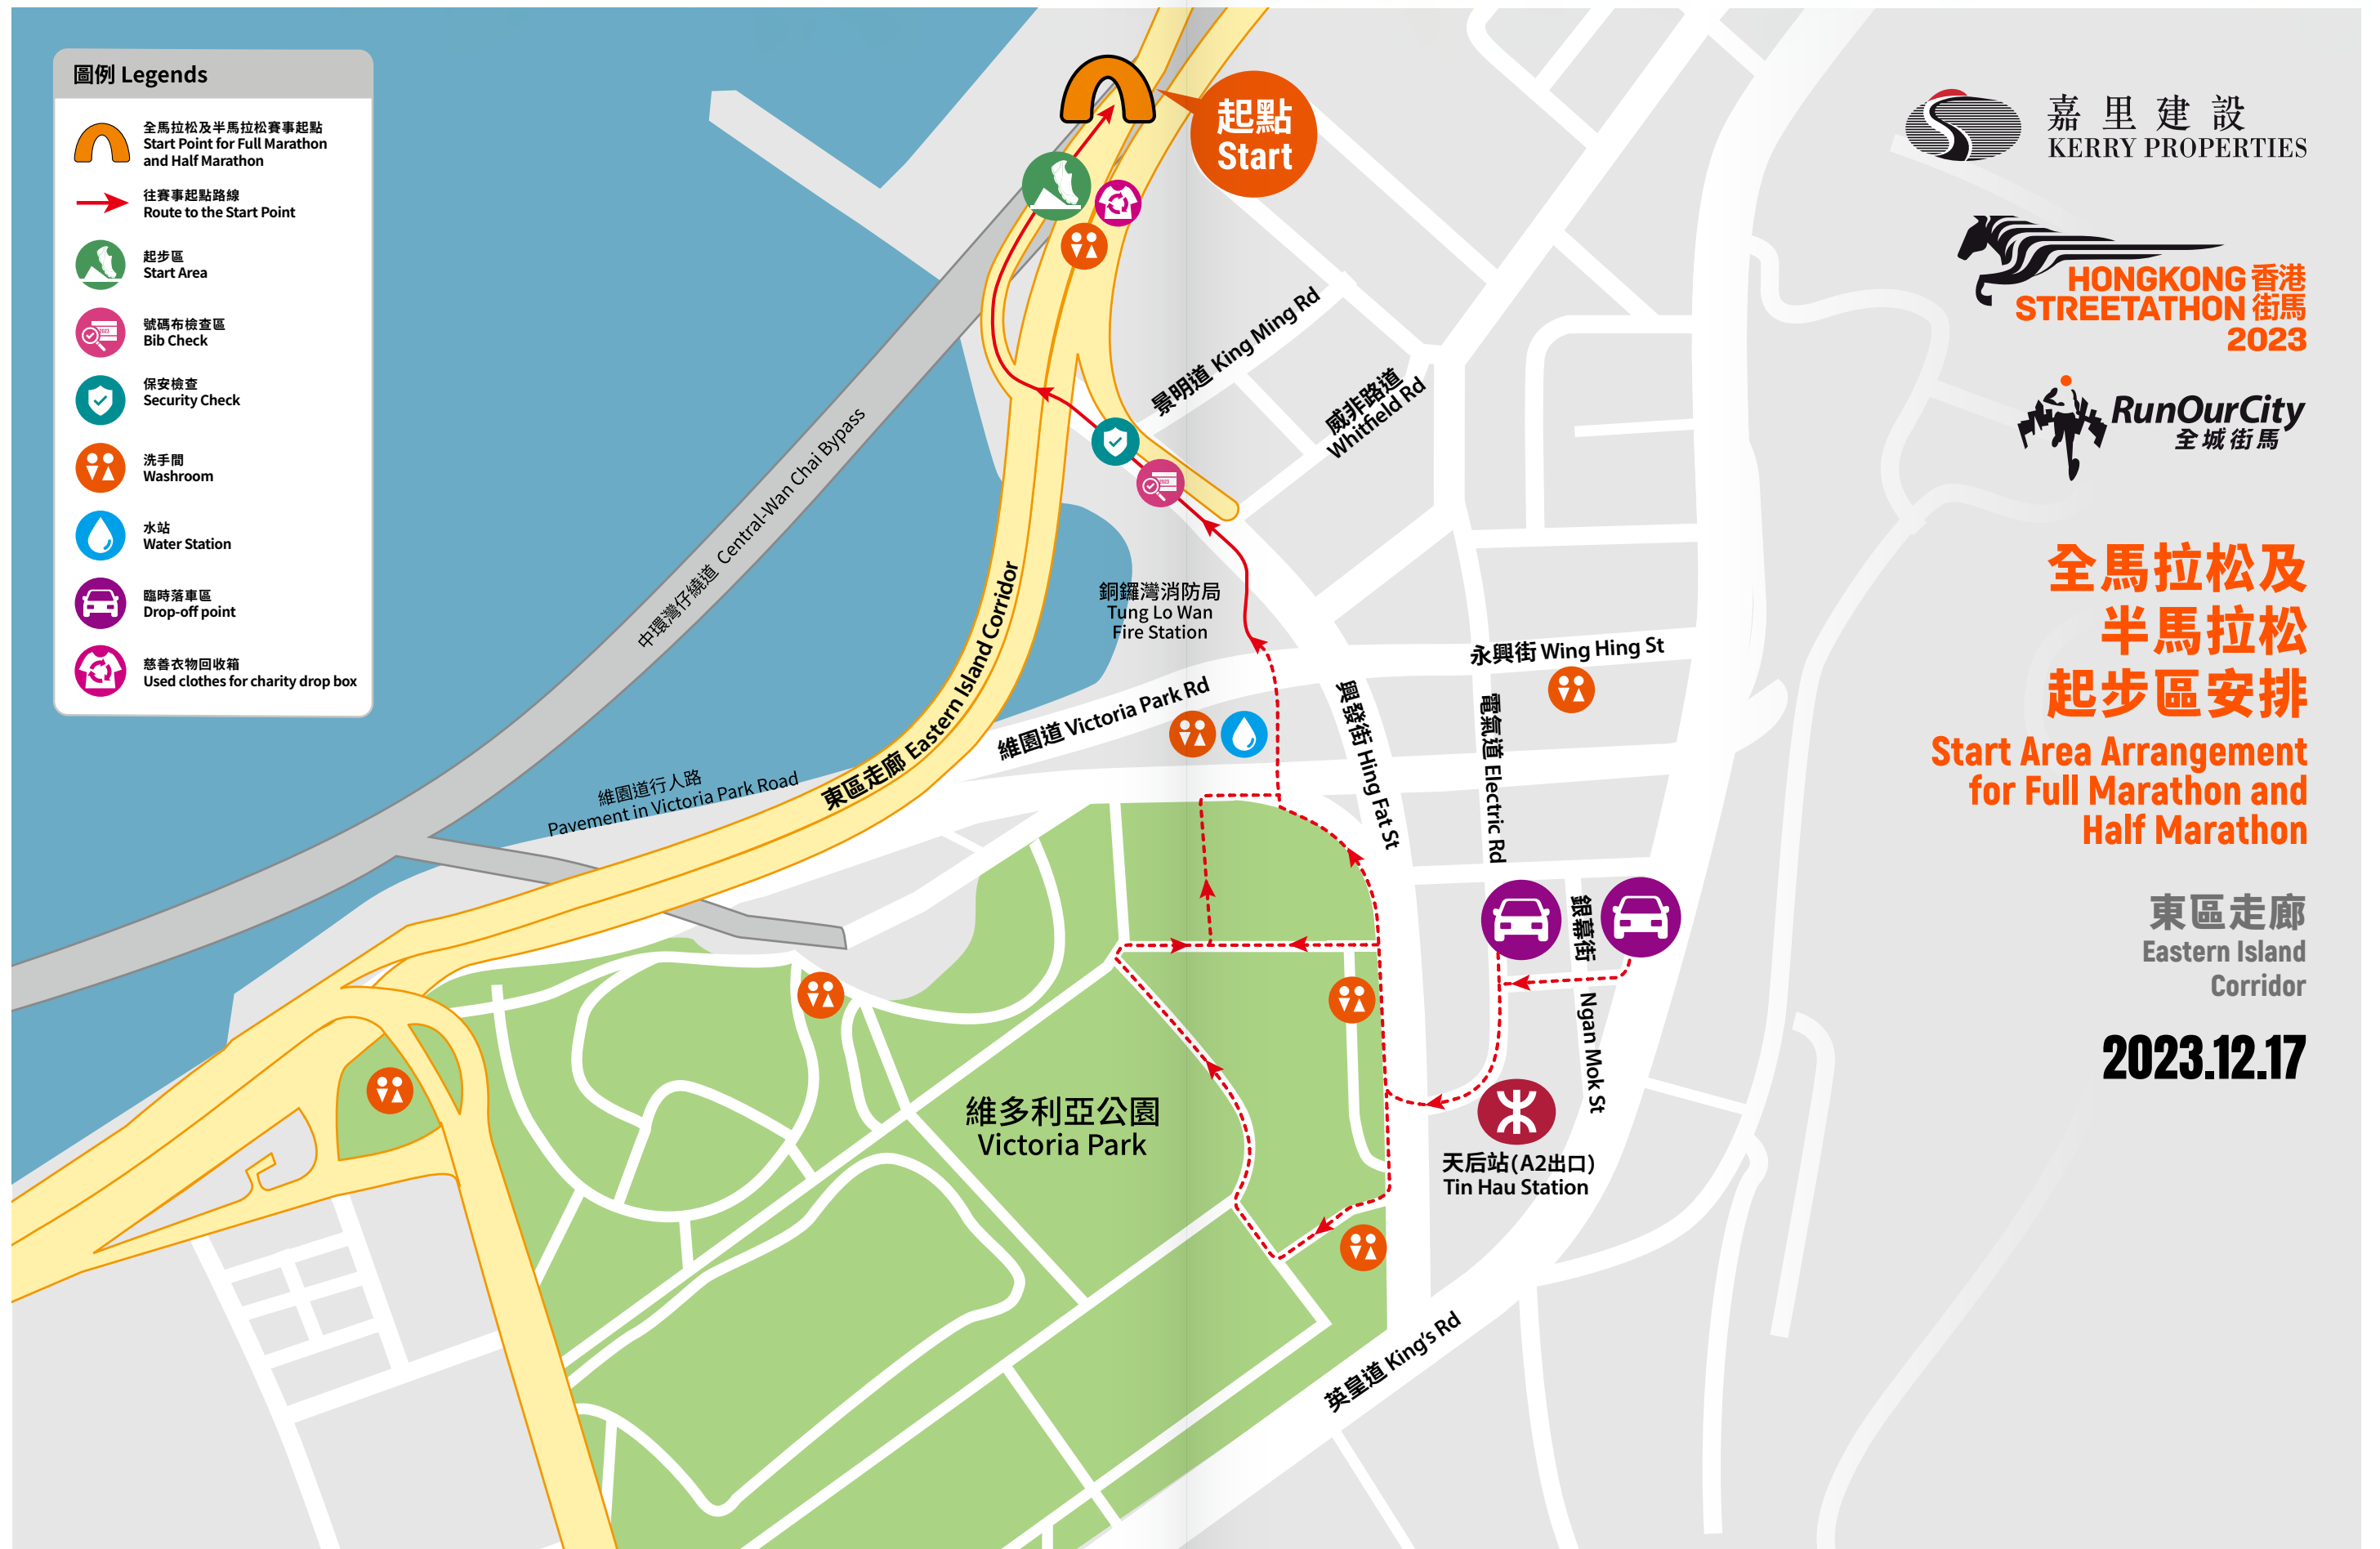 圖例 Legends
全馬拉松及半馬拉松賽事起點
Start Point for Full Marathon
and Half Marathon
往賽事起點路線
Route to the Start Point
起步區
Start Area
號碼布檢查區
Bib Check
保安檢查
Security Check
洗手間
Washroom
水站
Water Station
臨時落車區
Drop-off point
慈善衣物回收箱
Used clothes for charity drop box
起點
Start
景明道 King Ming Rd
威非路道
Whitfield Rd
中環灣仔繞道 Central-Wan Chai Bypass
銅鑼灣消防局
Tung Lo Wan
Fire Station
東區走廊 Eastern Island Corridor
永興街 Wing Hing St
維園道 Victoria Park Rd
興發街 Hing Fat St
電氣道 Electric Rd
維園道行人路
Pavement in Victoria Park Road
銀幕街 Ngan Mok St
維多利亞公園
Victoria Park
天后站(A2出口)
Tin Hau Station
英皇道 King's Rd
嘉里建設
KERRY PROPERTIES
HONGKONG 香港
STREETATHON 街馬
2023
RunOurCity
全城街馬
全馬拉松及
半馬拉松
起步區安排
Start Area Arrangement
for Full Marathon and
Half Marathon
東區走廊
Eastern Island
Corridor
2023.12.17